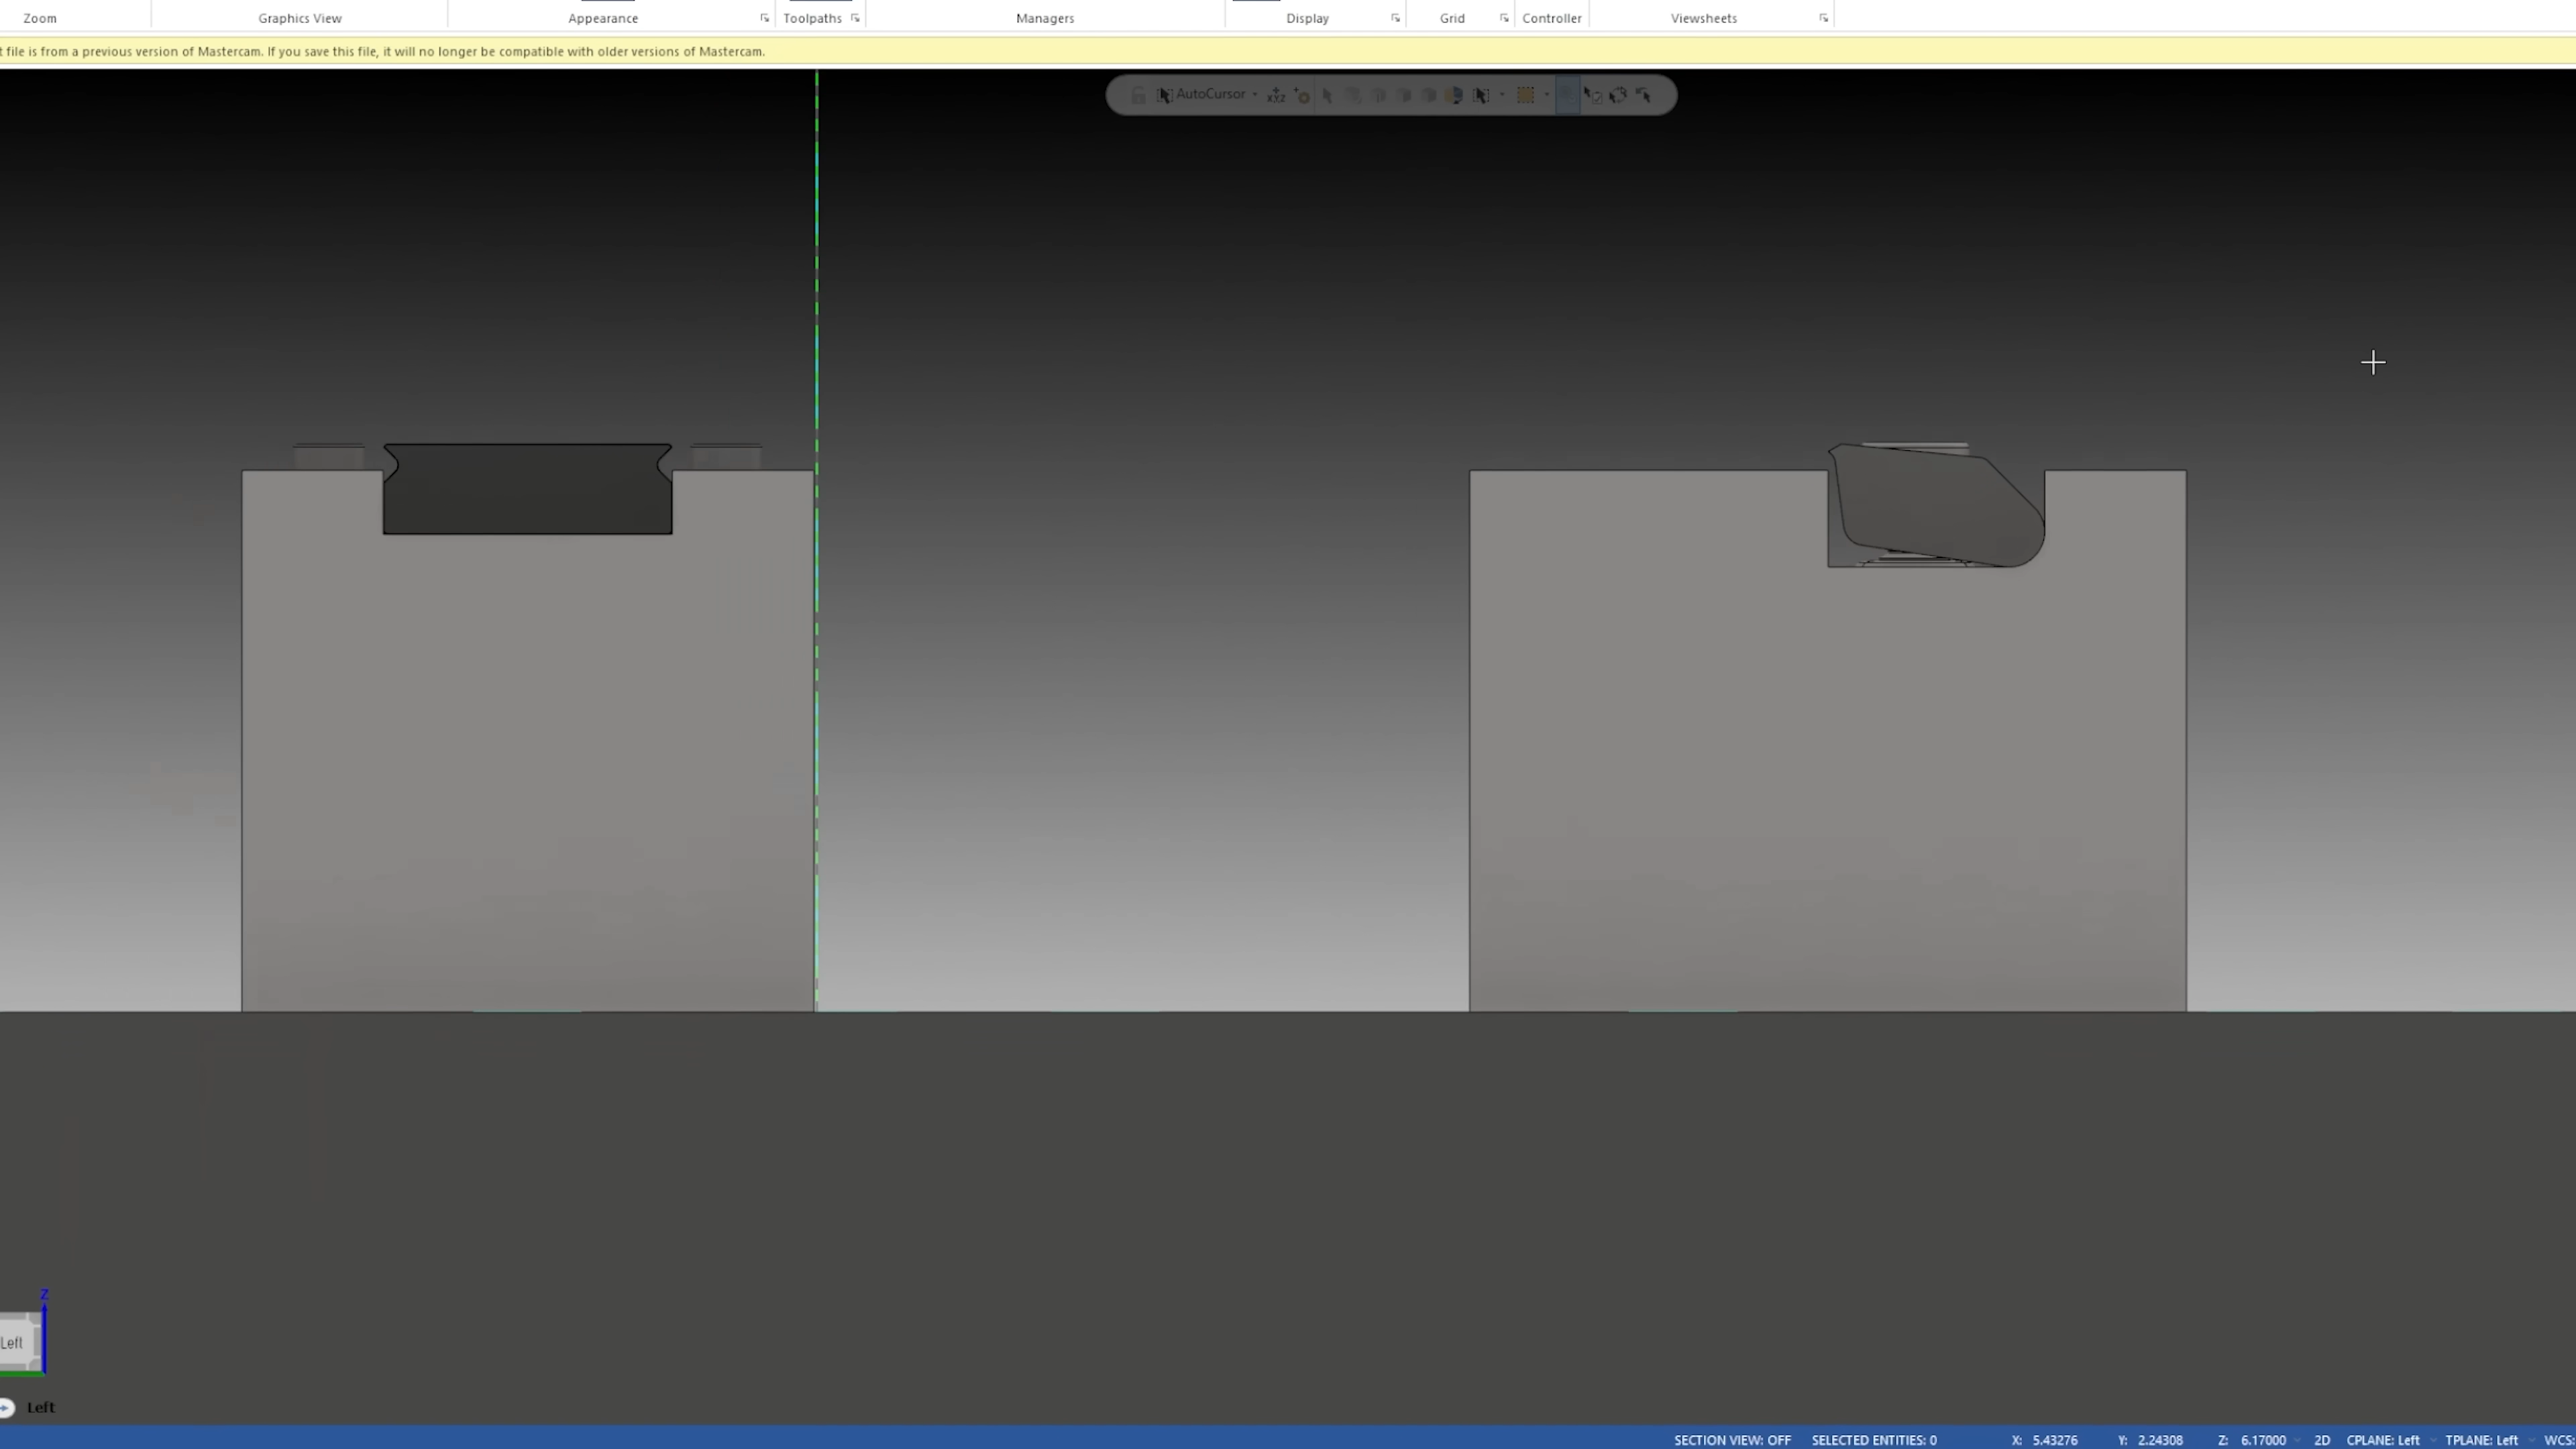 Zoom Graphics View Appearance Toolpaths Managers Display Grid Controller Viewsheets
file is from a previous version of Mastercam. If you save this file, it will no longer be compatible with older versions of Mastercam.
AutoCursor
XYZ
Z
Left
Left
SECTION VIEW: OFF SELECTED ENTITIES: 0 X: 5.43276 Y: 2.24308 Z: 6.17000 2D CPLANE: Left TPLANE: Left WCS: